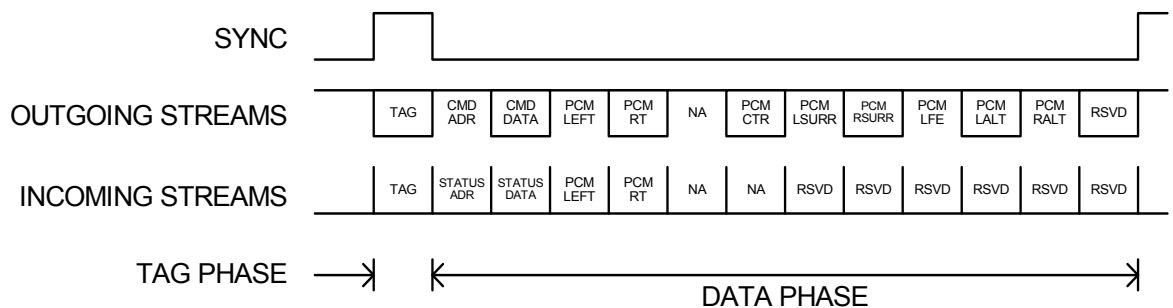 SYNC
OUTGOING STREAMS
TAG
CMD
ADR
CMD
DATA
PCM
LEFT
PCM
RT
NA
PCM
CTR
PCM
LSURR
PCM
RSURR
PCM
LFE
PCM
LALT
PCM
RALT
RSVD
INCOMING STREAMS
TAG
STATUS
ADR
STATUS
DATA
PCM
LEFT
PCM
RT
NA
NA
RSVD
RSVD
RSVD
RSVD
RSVD
RSVD
TAG PHASE
DATA PHASE